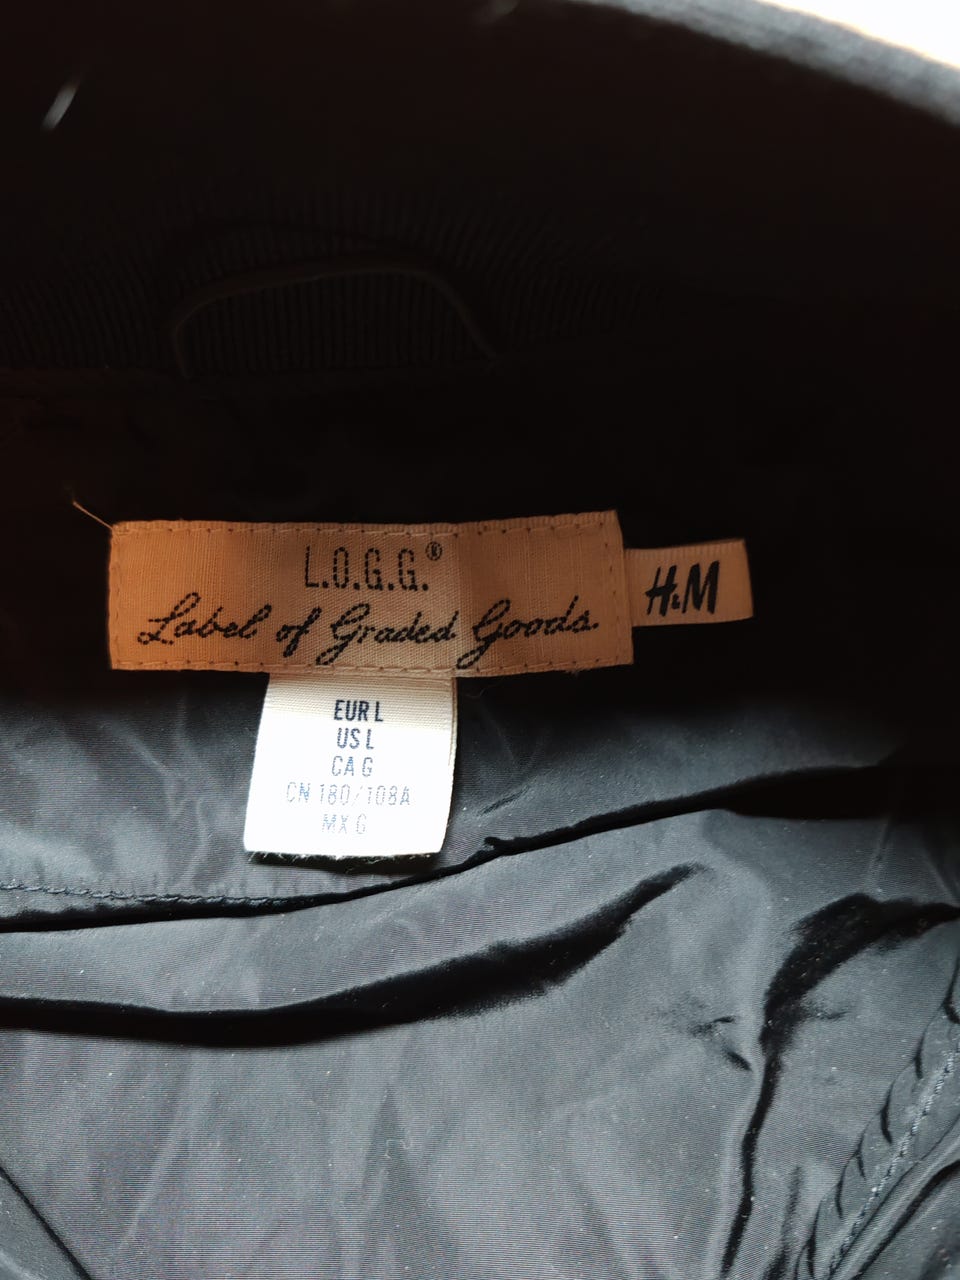 L.O.G.G.®
Label of Graded Goods.
H&M
EUR L
US L
CA G
CN 180/108A
MX G